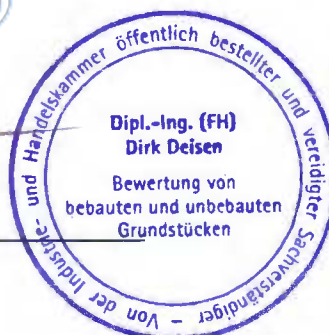 Von der Industrie- und Handelskammer öffentlich bestellter und vereidigter Sachverständiger –
Dipl.-Ing. (FH)
Dirk Deisen
Bewertung von
bebauten und unbebauten
Grundstücken